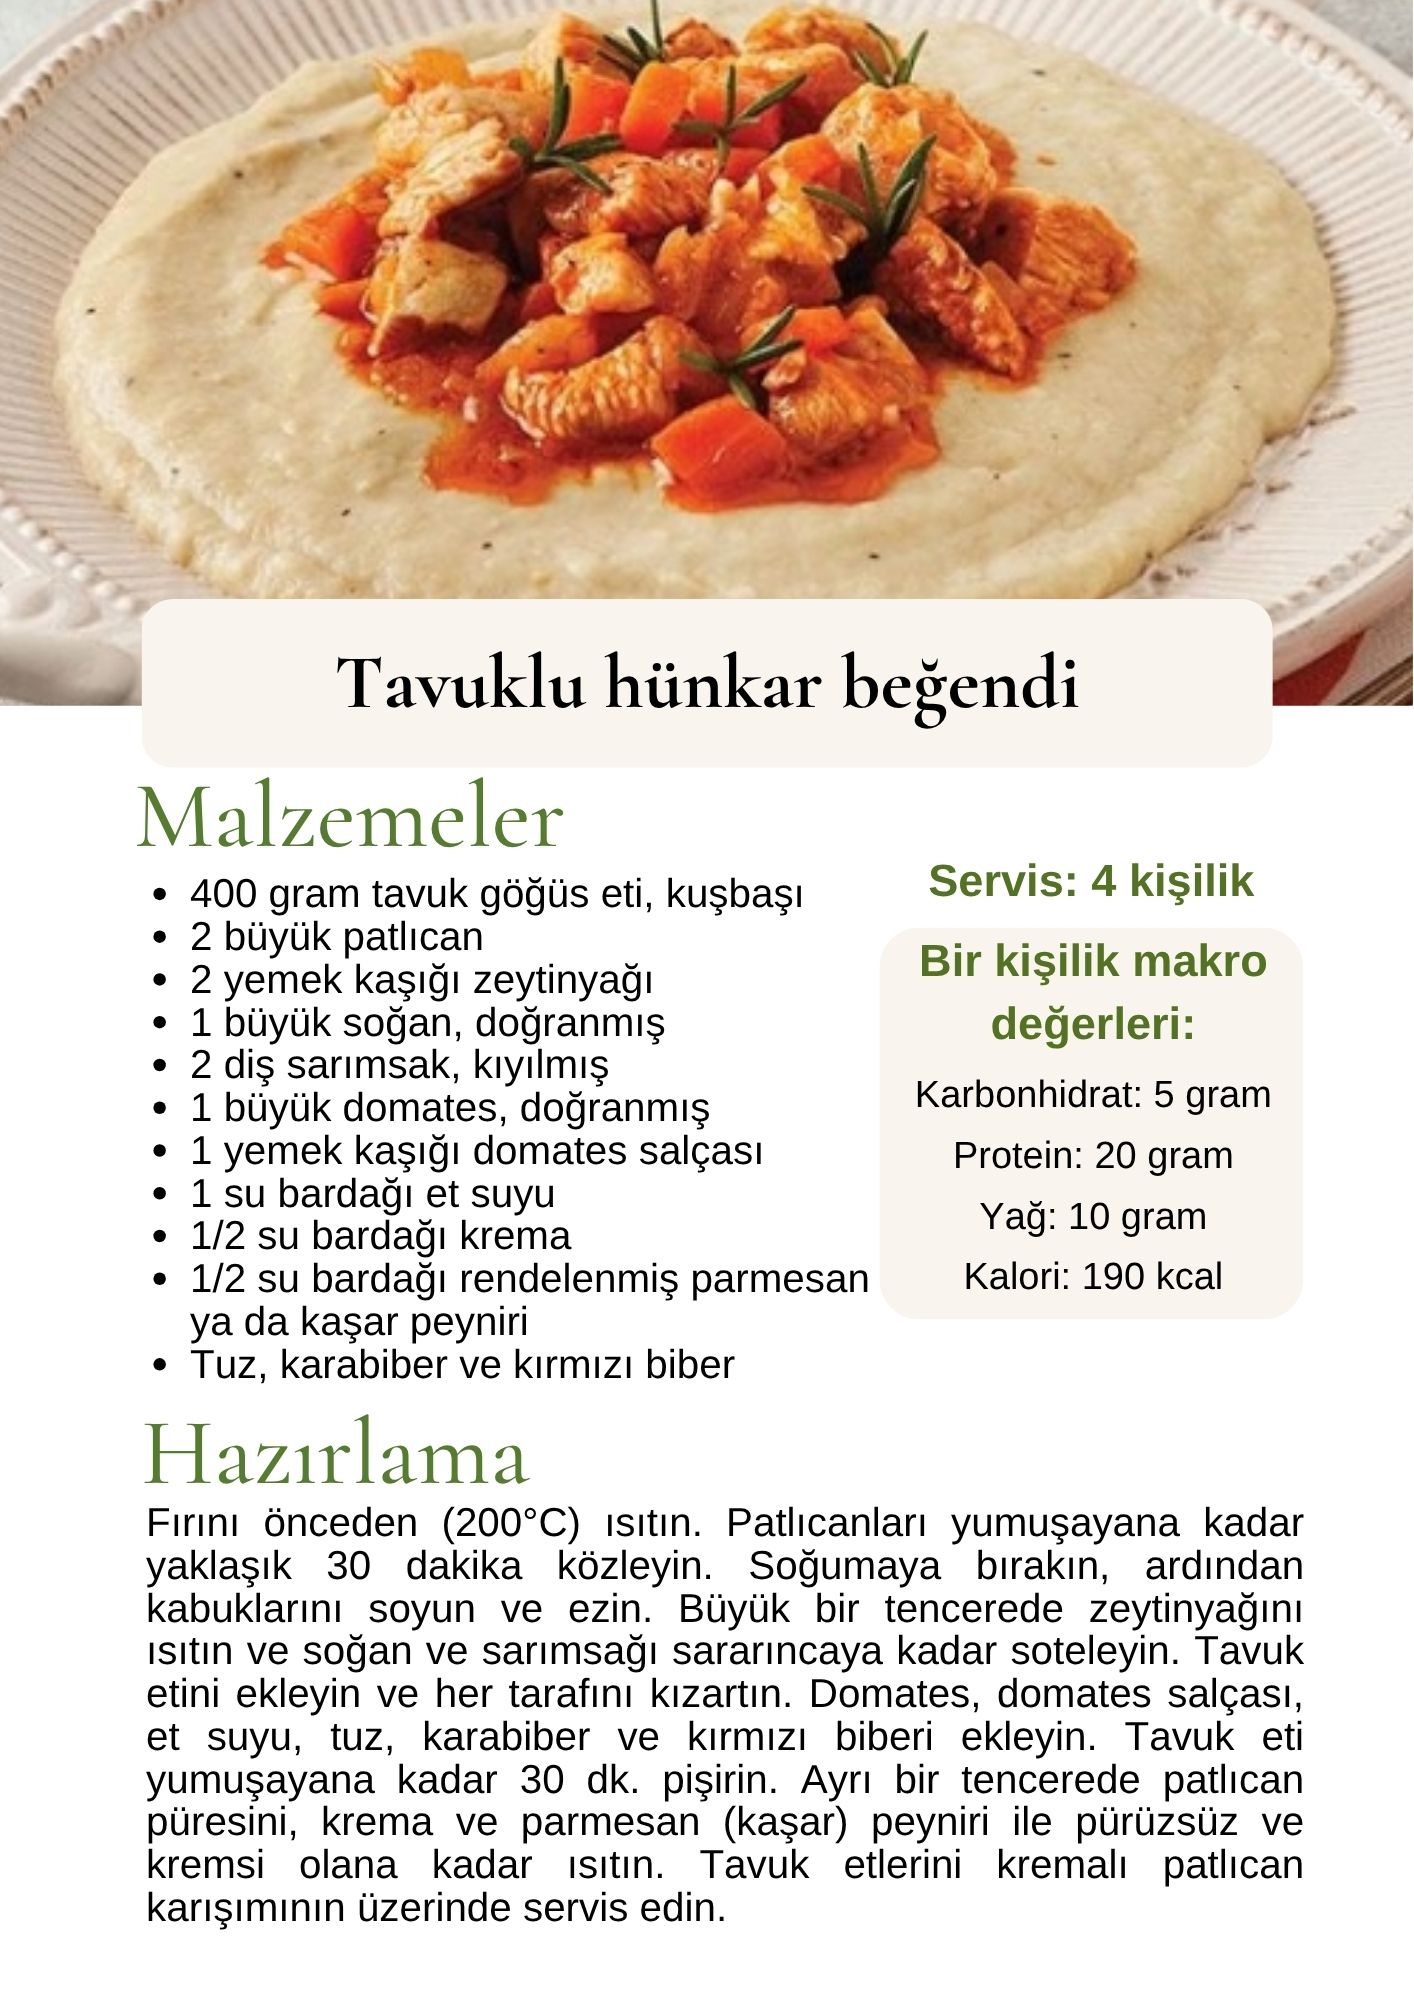 Tavuklu hünkar beğendi
Malzemeler
• 400 gram tavuk göğüs eti, kuşbaşı
• 2 büyük patlıcan
• 2 yemek kaşığı zeytinyağı
• 1 büyük soğan, doğranmış
• 2 diş sarımsak, kıyılmış
• 1 büyük domates, doğranmış
• 1 yemek kaşığı domates salçası
• 1 su bardağı et suyu
• 1/2 su bardağı krema
• 1/2 su bardağı rendelenmiş parmesan
ya da kaşar peyniri
• Tuz, karabiber ve kırmızı biber
Servis: 4 kişilik
Bir kişilik makro
değerleri:
Karbonhidrat: 5 gram
Protein: 20 gram
Yağ: 10 gram
Kalori: 190 kcal
Hazırlama
Fırını önceden (200°C) ısıtın. Patlıcanları yumuşayana kadar
yaklaşık 30 dakika közleyin. Soğumaya bırakın, ardından
kabuklarını soyun ve ezin. Büyük bir tencerede zeytinyağını
ısıtın ve soğan ve sarımsağı sararıncaya kadar soteleyin. Tavuk
etini ekleyin ve her tarafını kızartın. Domates, domates salçası,
et suyu, tuz, karabiber ve kırmızı biberi ekleyin. Tavuk eti
yumuşayana kadar 30 dk. pişirin. Ayrı bir tencerede patlıcan
püresini, krema ve parmesan (kaşar) peyniri ile pürüzsüz ve
kremsi olana kadar ısıtın. Tavuk etlerini kremalı patlıcan
karışımının üzerinde servis edin.